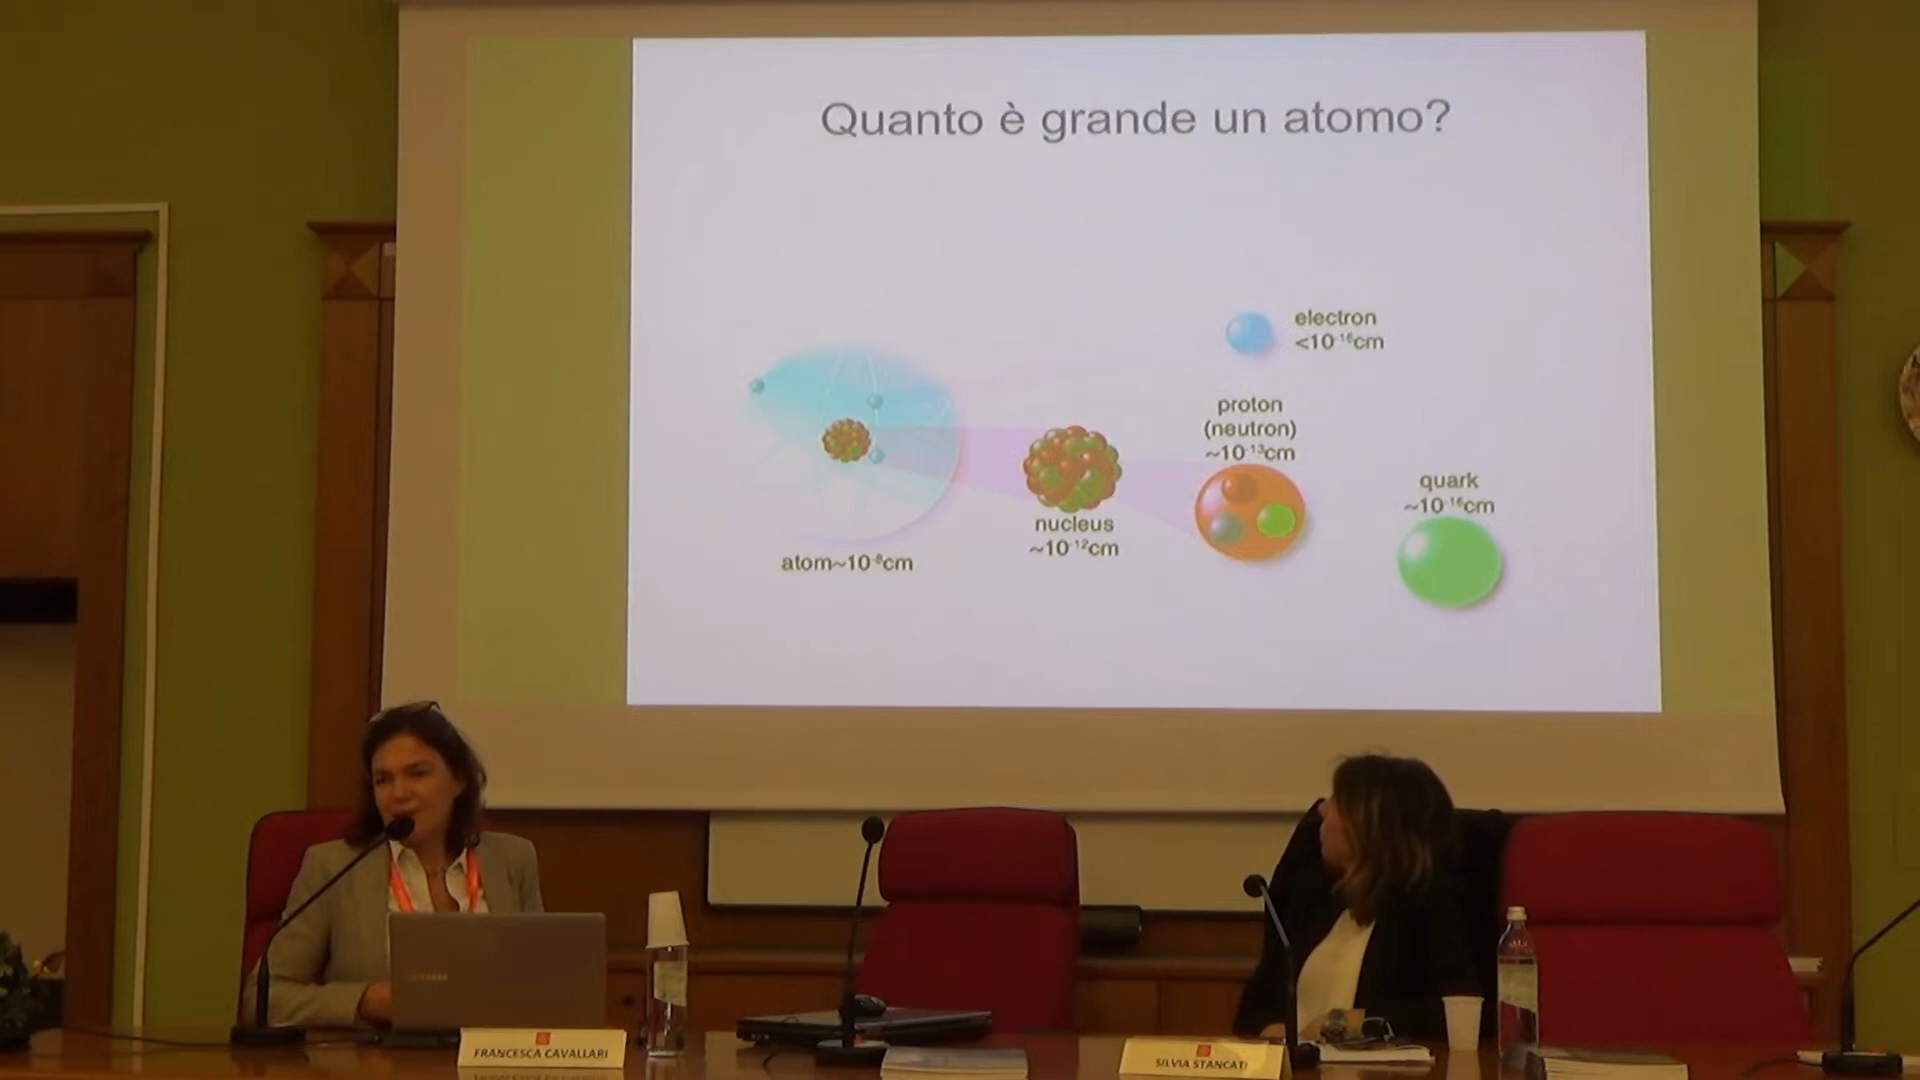 Quanto è grande un atomo?
electron
<10⁻¹⁶cm
proton
(neutron)
~10⁻¹³cm
quark
~10⁻¹⁶cm
nucleus
~10⁻¹²cm
atom~10⁻⁸cm
FRANCESCA CAVALLARI
SILVIA STANCATI